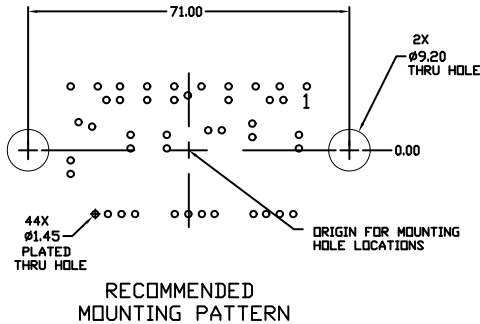 71.00
2X
ø9.20
THRU HOLE
1
0.00
44X
ø1.45
PLATED
THRU HOLE
ORIGIN FOR MOUNTING
HOLE LOCATIONS
RECOMMENDED
MOUNTING PATTERN